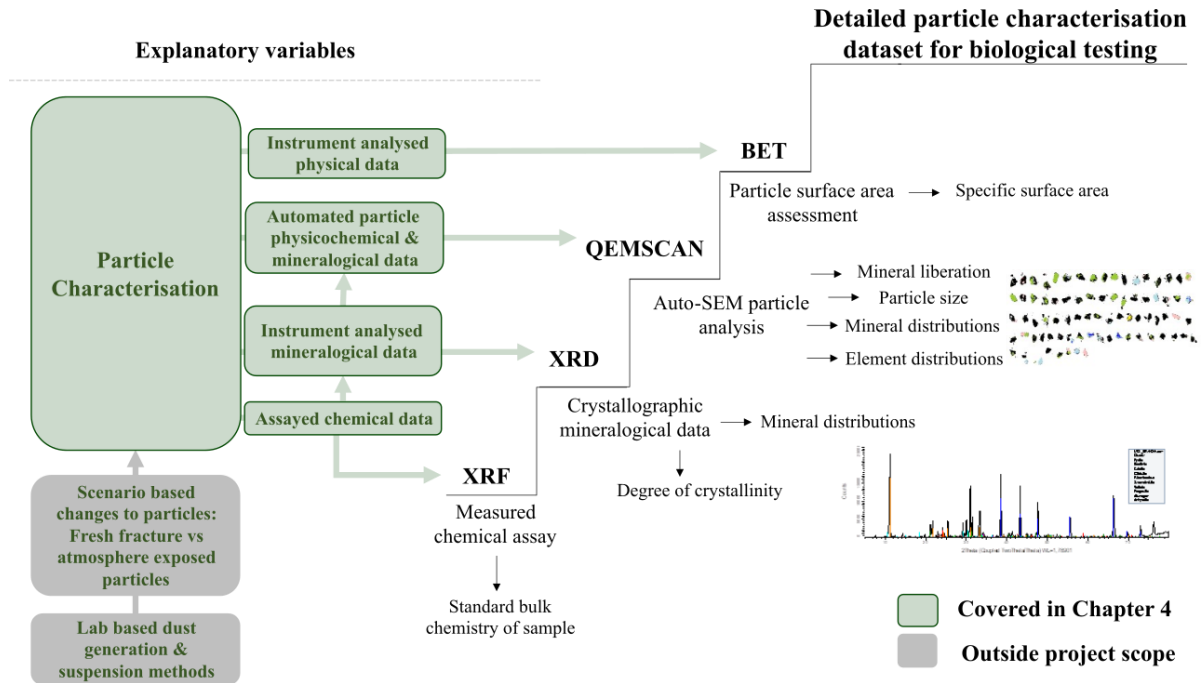 Detailed particle characterisation
dataset for biological testing
Explanatory variables
Particle
Characterisation
Instrument analysed
physical data
Automated particle
physicochemical &
mineralogical data
Instrument analysed
mineralogical data
Assayed chemical data
Scenario based
changes to particles:
Fresh fracture vs
atmosphere exposed
particles
Lab based dust
generation &
suspension methods
BET
Particle surface area
assessment
Specific surface area
QEMSCAN
Auto-SEM particle
analysis
Mineral liberation
Particle size
Mineral distributions
Element distributions
XRD
Crystallographic
mineralogical data
Mineral distributions
Degree of crystallinity
XRF
Measured
chemical assay
Standard bulk
chemistry of sample
Counts
Covered in Chapter 4
Outside project scope